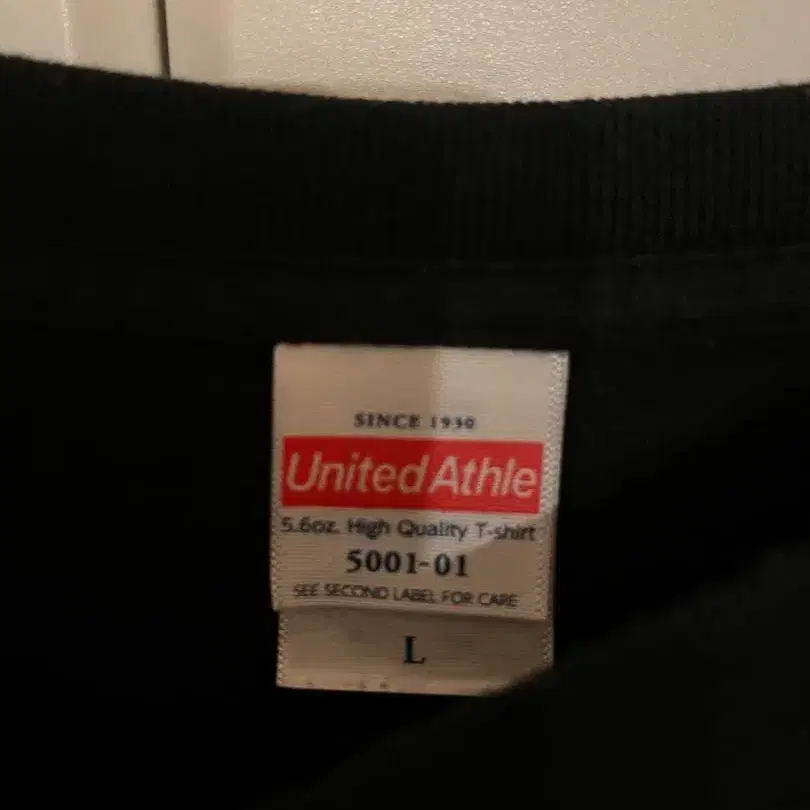 SINCE 1930
United Athle
5.6oz. High Quality T-shirt
5001-01
SEE SECOND LABEL FOR CARE
L